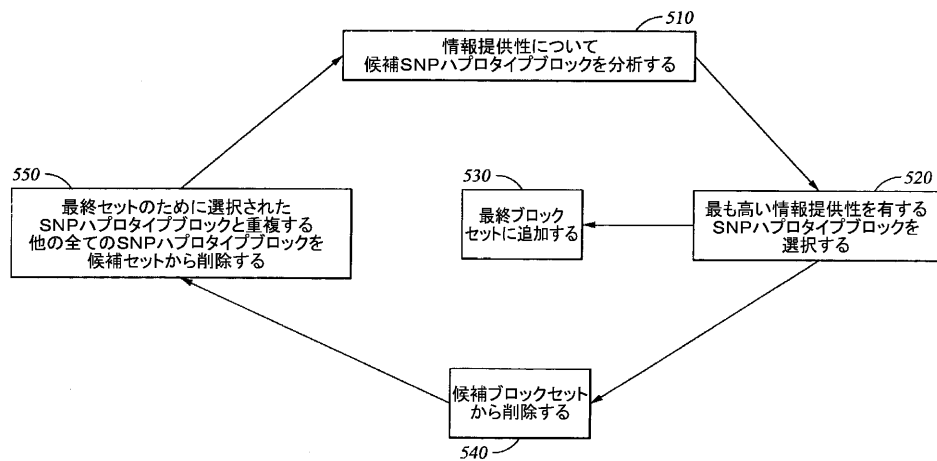 510
情報提供性について
候補SNPハプロタイプブロックを分析する
550
最終セットのために選択された
SNPハプロタイプブロックと重複する
他の全てのSNPハプロタイプブロックを
候補セットから削除する
530
最終ブロック
セットに追加する
520
最も高い情報提供性を有する
SNPハプロタイプブロックを
選択する
候補ブロックセット
から削除する
540